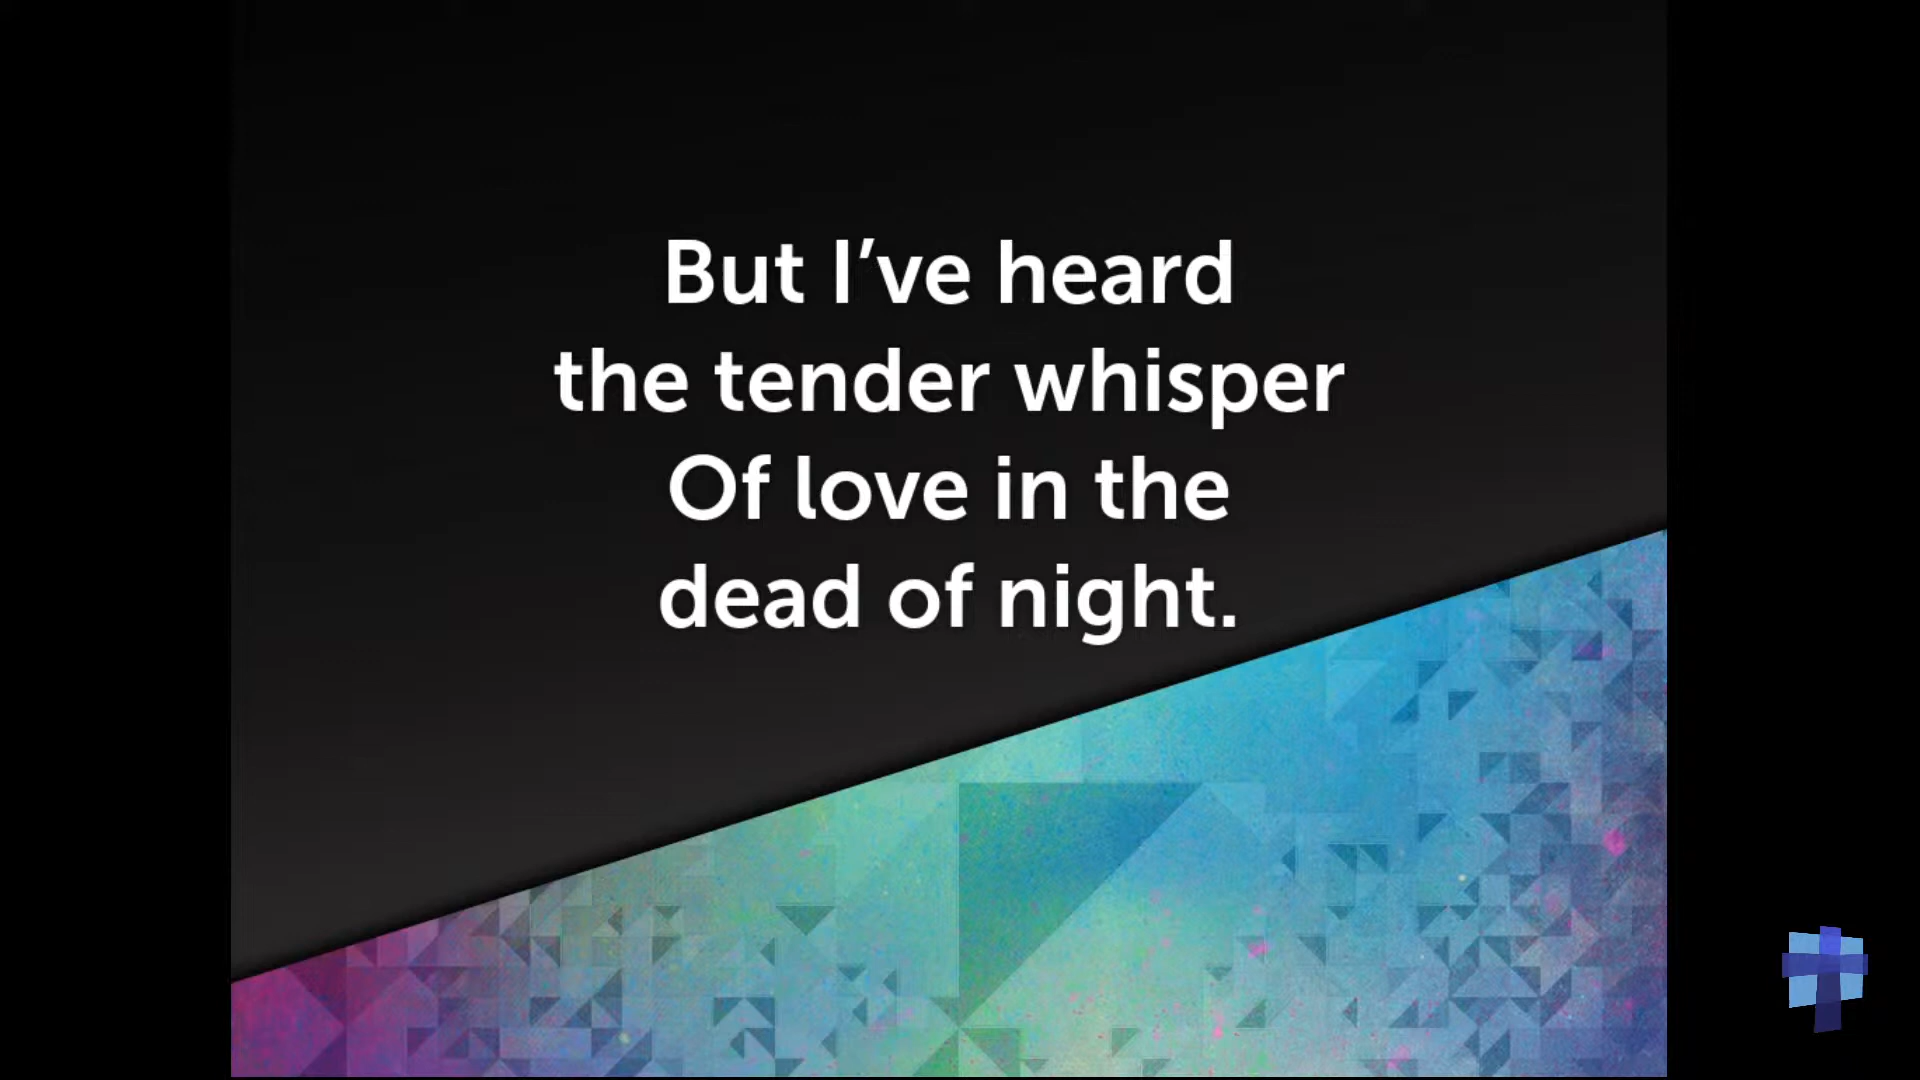 But I’ve heard
the tender whisper
Of love in the
dead of night.